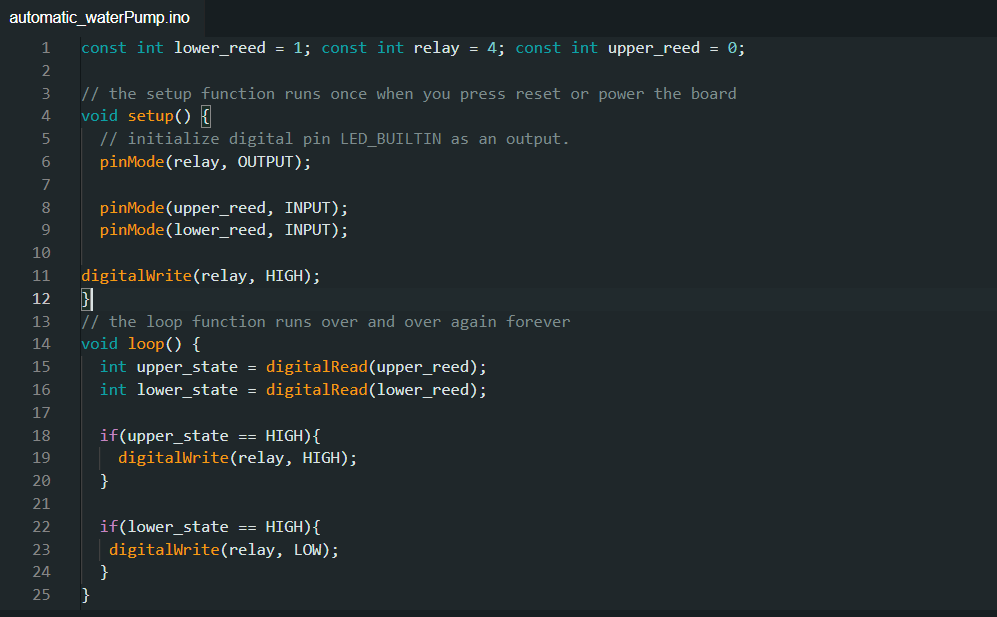 automatic_waterPump.ino
1 const int lower_reed = 1; const int relay = 4; const int upper_reed = 0;
2
3 // the setup function runs once when you press reset or power the board
4 void setup() {
5   // initialize digital pin LED_BUILTIN as an output.
6   pinMode(relay, OUTPUT);
7
8   pinMode(upper_reed, INPUT);
9   pinMode(lower_reed, INPUT);
10
11 digitalWrite(relay, HIGH);
12 }
13 // the loop function runs over and over again forever
14 void loop() {
15   int upper_state = digitalRead(upper_reed);
16   int lower_state = digitalRead(lower_reed);
17
18   if(upper_state == HIGH){
19     digitalWrite(relay, HIGH);
20   }
21
22   if(lower_state == HIGH){
23    digitalWrite(relay, LOW);
24   }
25 }